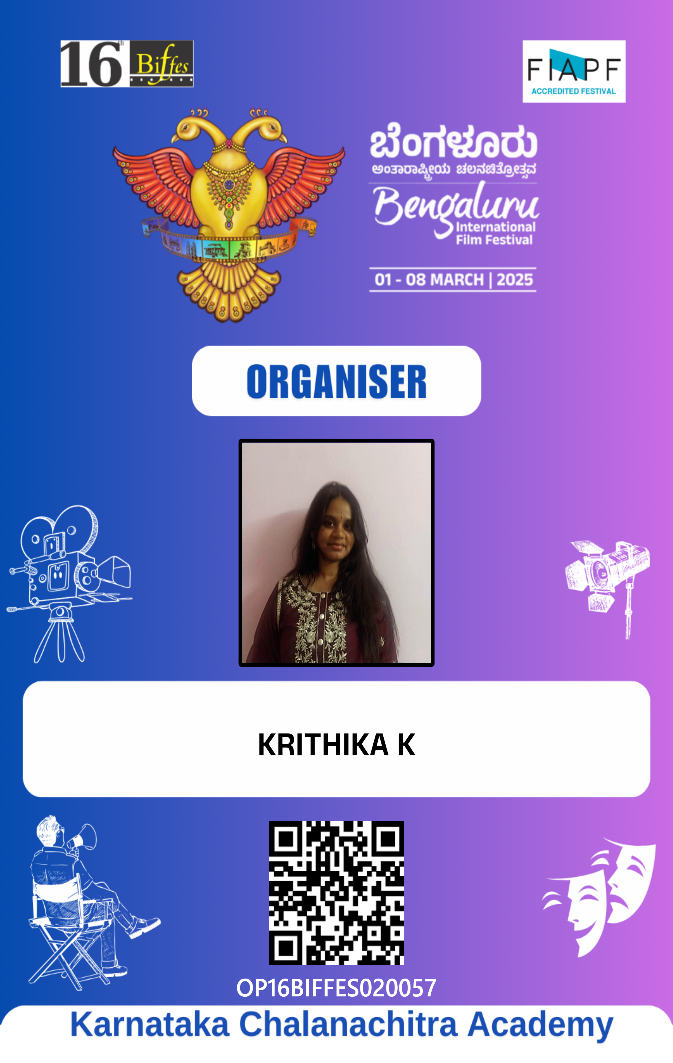 16th Biffes
FIAPF
ACCREDITED FESTIVAL
ಬೆಂಗಳೂರು
ಅಂತಾರಾಷ್ಟ್ರೀಯ ಚಲನಚಿತ್ರೋತ್ಸವ
Bengaluru
International
Film Festival
01 - 08 MARCH | 2025
ORGANISER
KRITHIKA K
OP16BIFFES020057
Karnataka Chalanachitra Academy